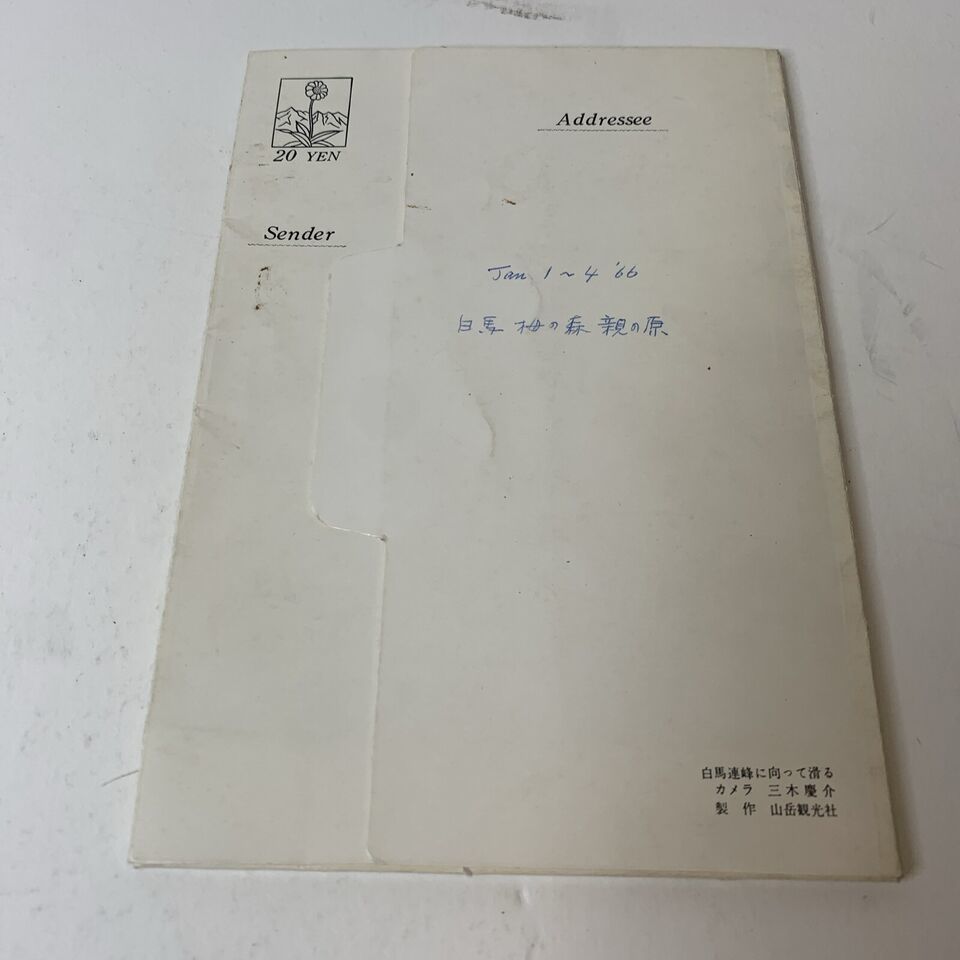 20 YEN
Addressee
Sender
Jan 1~4 '66
白馬 栂の森 親の原
白馬連峰に向って滑る
カメラ 三木慶介
製作 山岳観光社